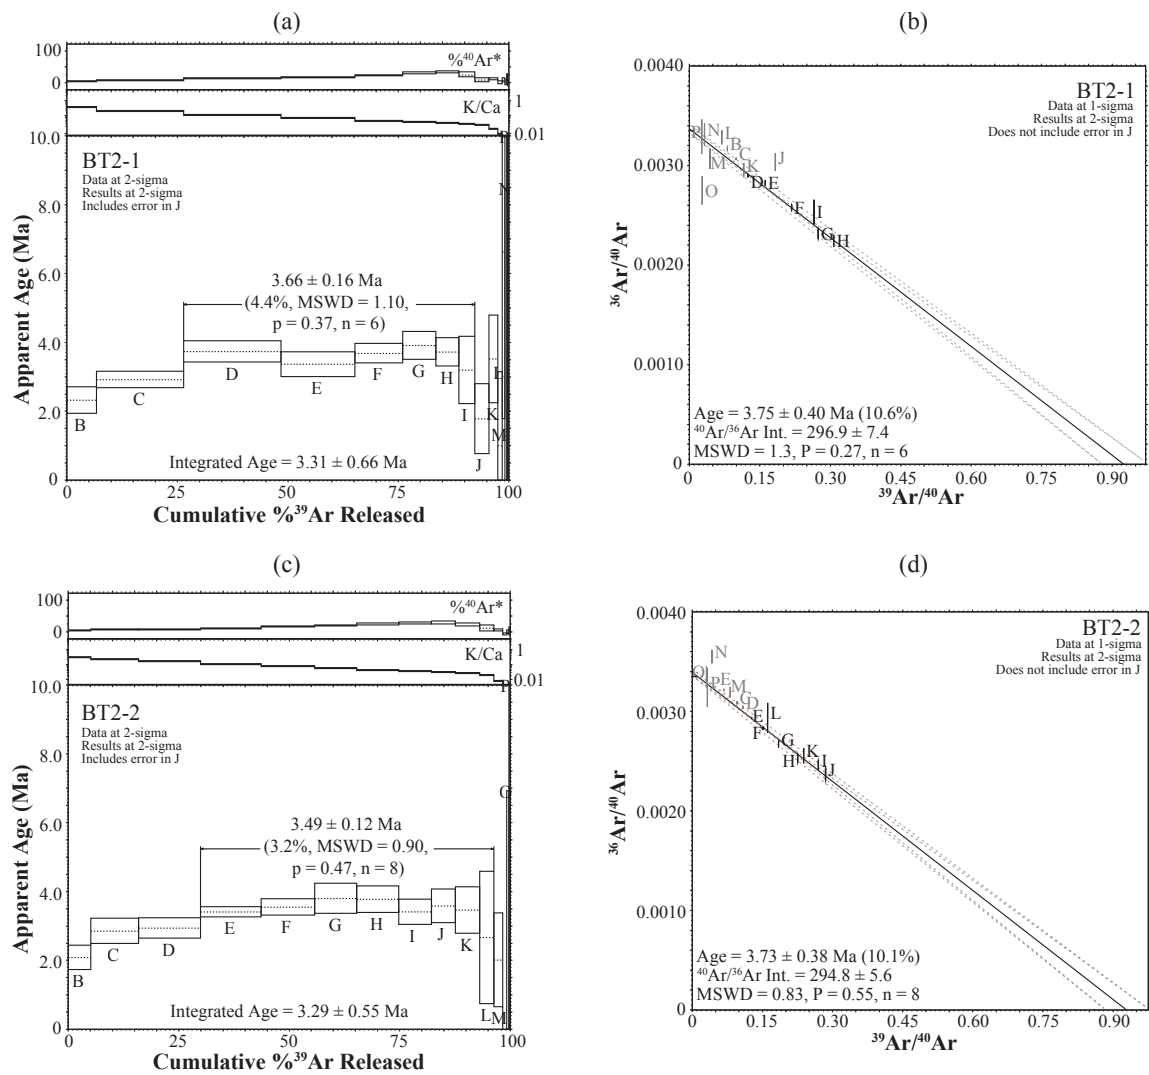 (a)
100
0
%⁴⁰Ar*
K/Ca
1
0.01
10.0
8.0
6.0
4.0
2.0
0
BT2-1
Data at 2-sigma
Results at 2-sigma
Includes error in J
3.66 ± 0.16 Ma
(4.4%, MSWD = 1.10,
p = 0.37, n = 6)
B
C
D
E
F
G
H
I
J
K
M
Integrated Age = 3.31 ± 0.66 Ma
0 25 50 75 100
Cumulative %³⁹Ar Released
Apparent Age (Ma)
(b)
0.0040
0.0030
0.0020
0.0010
0
BT2-1
Data at 1-sigma
Results at 2-sigma
Does not include error in J
N L
B
C
M K J
D E
O
F I
G H
Age = 3.75 ± 0.40 Ma (10.6%)
⁴⁰Ar/³⁶Ar Int. = 296.9 ± 7.4
MSWD = 1.3, P = 0.27, n = 6
0 0.15 0.30 0.45 0.60 0.75 0.90
³⁹Ar/⁴⁰Ar
³⁶Ar/⁴⁰Ar
(c)
100
0
%⁴⁰Ar*
K/Ca
1
0.01
10.0
8.0
6.0
4.0
2.0
0
BT2-2
Data at 2-sigma
Results at 2-sigma
Includes error in J
3.49 ± 0.12 Ma
(3.2%, MSWD = 0.90,
p = 0.47, n = 8)
B
C
D
E
F
G
H
I
J
K
L
M
Integrated Age = 3.29 ± 0.55 Ma
0 25 50 75 100
Cumulative %³⁹Ar Released
Apparent Age (Ma)
(d)
0.0040
0.0030
0.0020
0.0010
0
BT2-2
Data at 1-sigma
Results at 2-sigma
Does not include error in J
N
O P E M
C D
E L
F G
H K I J
Age = 3.73 ± 0.38 Ma (10.1%)
⁴⁰Ar/³⁶Ar Int. = 294.8 ± 5.6
MSWD = 0.83, P = 0.55, n = 8
0 0.15 0.30 0.45 0.60 0.75 0.90
³⁹Ar/⁴⁰Ar
³⁶Ar/⁴⁰Ar